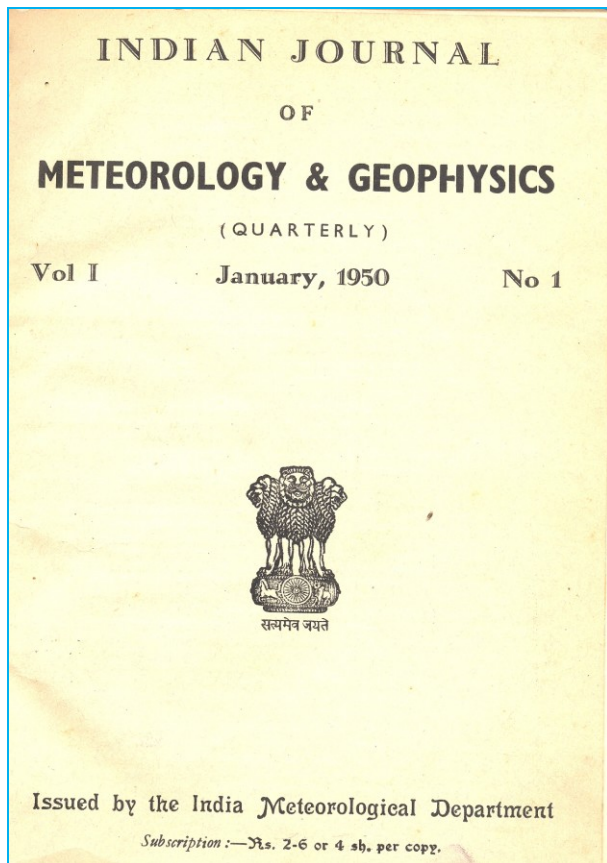 INDIAN JOURNAL
OF
METEOROLOGY & GEOPHYSICS
(QUARTERLY)
Vol I January, 1950 No 1
सत्यमेव जयते
Issued by the India Meteorological Department
Subscription :—Rs. 2-6 or 4 sh. per copy.